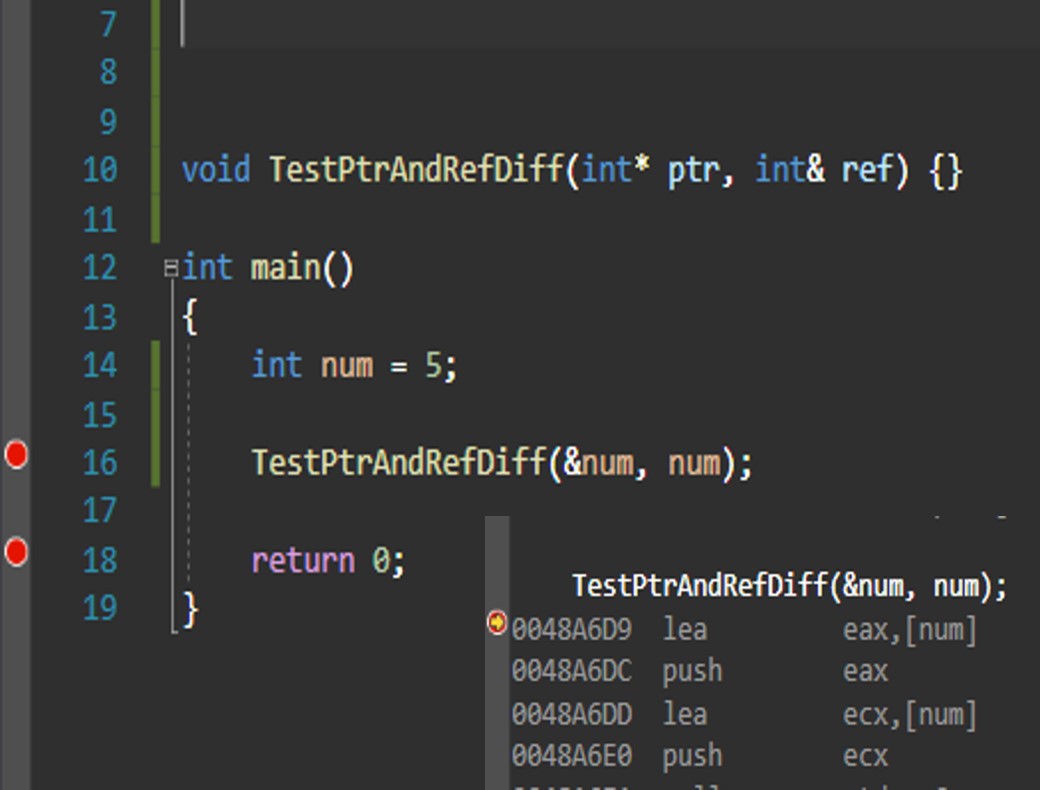 7
8
9
10 void TestPtrAndRefDiff(int* ptr, int& ref) {}
11
12 int main()
13 {
14 int num = 5;
15
16 TestPtrAndRefDiff(&num, num);
17
18 return 0;
19 }
TestPtrAndRefDiff(&num, num);
0048A6D9 lea eax,[num]
0048A6DC push eax
0048A6DD lea ecx,[num]
0048A6E0 push ecx